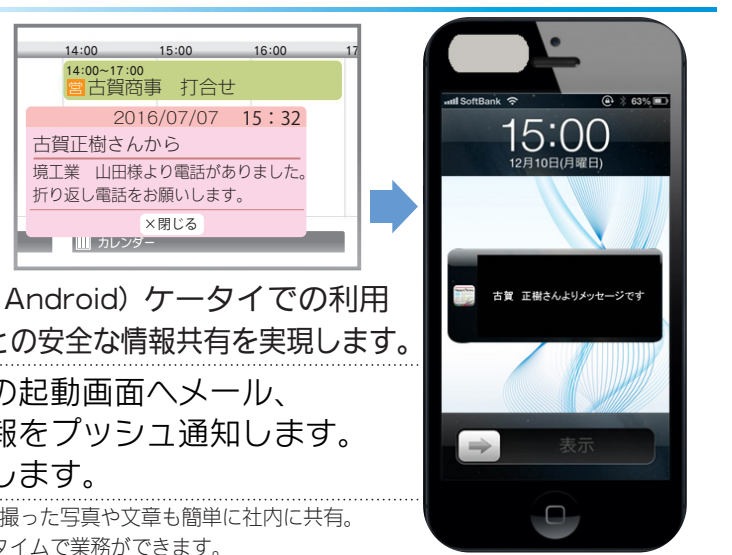 14:00 15:00 16:00 17
14:00~17:00
営 古賀商事 打合せ
2016/07/07 15:32
古賀正樹さんから
境工業 山田様より電話がありました。
折り返し電話をお願いします。
×閉じる
カレンダー
SoftBank 63%
15:00
12月10日(月曜日)
古賀 正樹さんよりメッセージです
表示
Android）ケータイでの利用
との安全な情報共有を実現します。
の起動画面へメール、
報をプッシュ通知します。
します。
撮った写真や文章も簡単に社内に共有。
タイムで業務ができます。